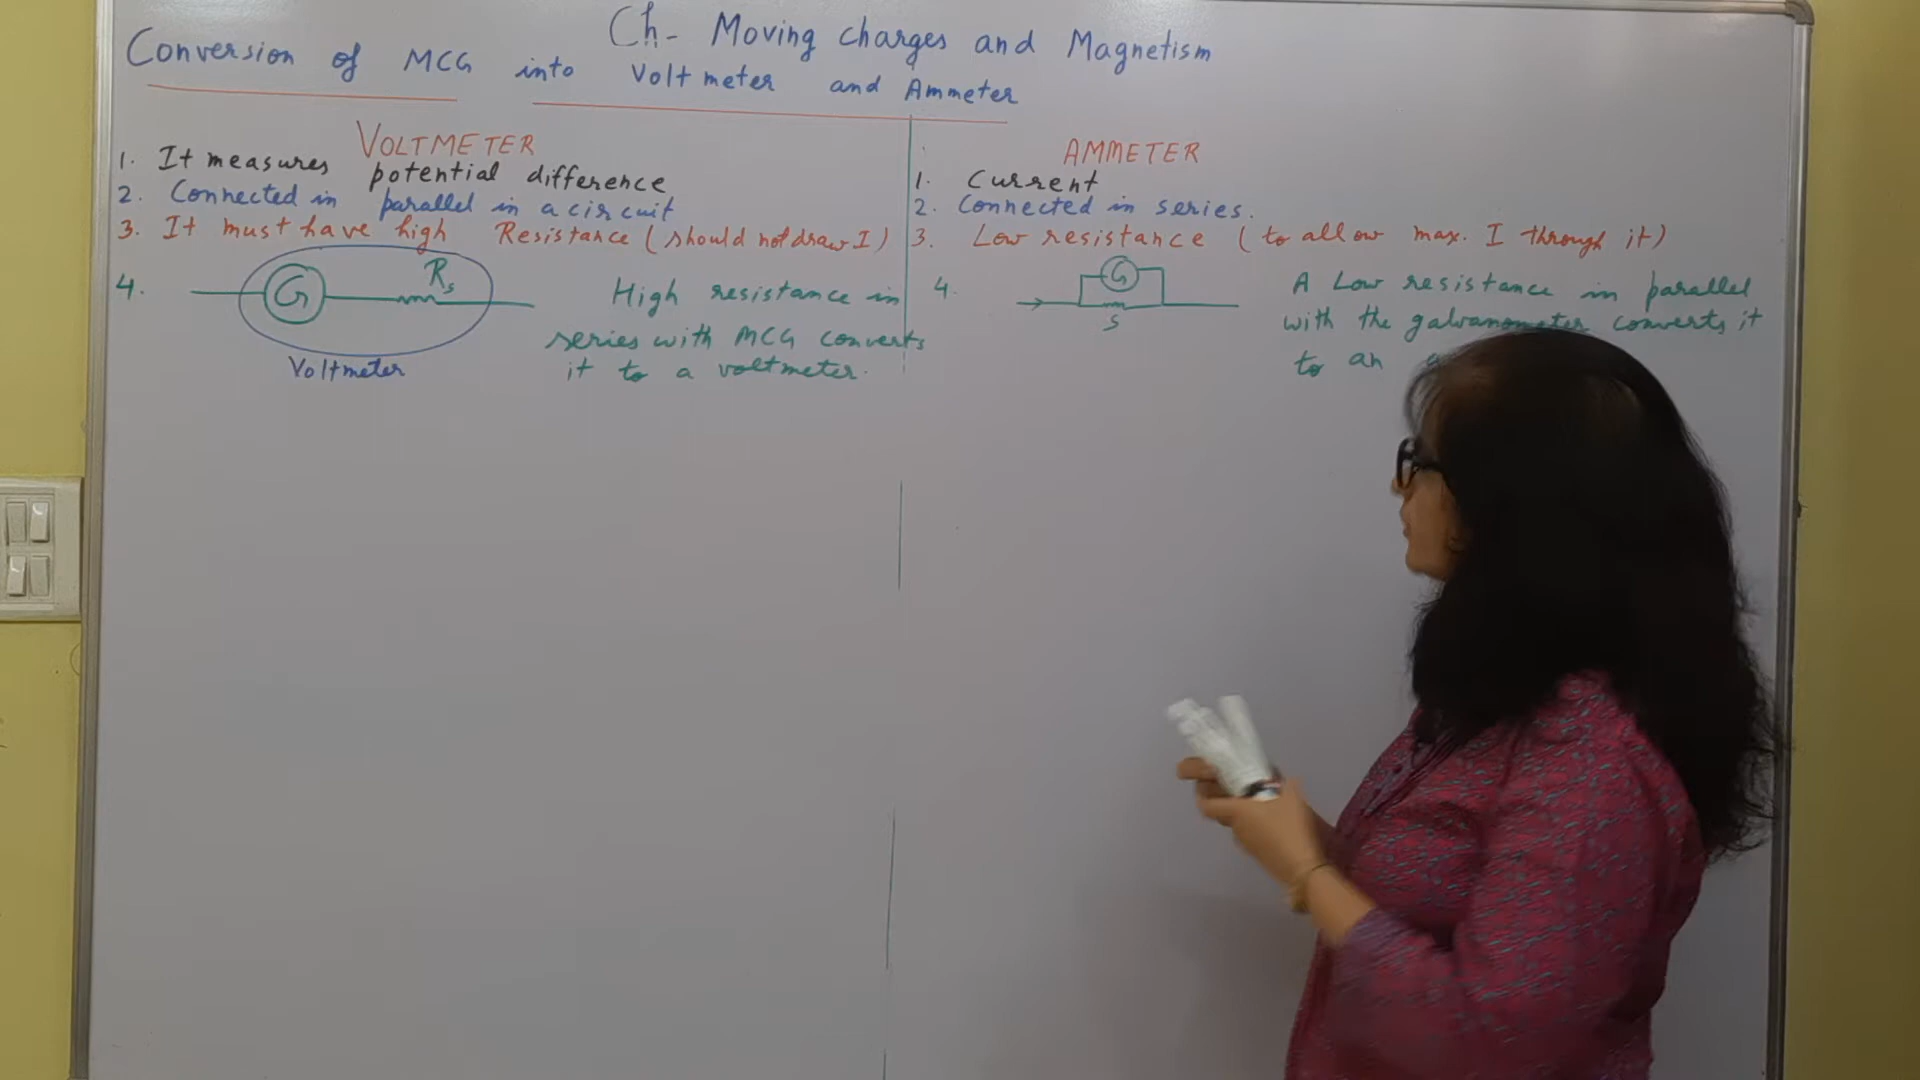 Ch- Moving charges and Magnetism
Conversion of MCG into Voltmeter and Ammeter
VOLTMETER
1. It measures potential difference
2. Connected in parallel in a circuit
3. It must have high Resistance (should not draw I)
4.
G
Rs
Voltmeter
High resistance in
series with MCG converts
it to a voltmeter.
AMMETER
1. Current
2. Connected in series.
3. Low resistance (to allow max. I through it)
4.
G
S
A Low resistance in parallel
with the galvanometer converts it
to an